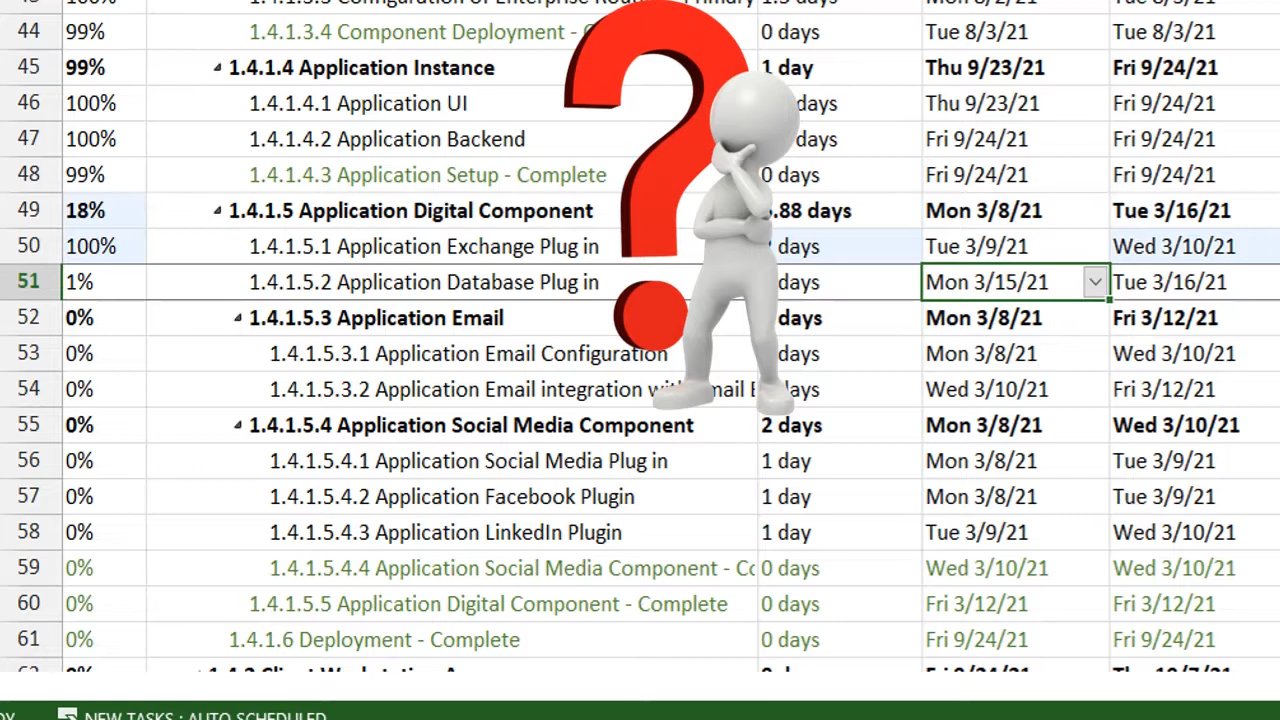 1.4.1.3.3 Configuration of Enterprise Primary
44 99% 1.4.1.3.4 Component Deployment - 0 days Tue 8/3/21 Tue 8/3/21
45 99% 1.4.1.4 Application Instance 1 day Thu 9/23/21 Fri 9/24/21
46 100% 1.4.1.4.1 Application UI days Thu 9/23/21 Fri 9/24/21
47 100% 1.4.1.4.2 Application Backend days Fri 9/24/21 Fri 9/24/21
48 99% 1.4.1.4.3 Application Setup - Complete 0 days Fri 9/24/21 Fri 9/24/21
49 18% 1.4.1.5 Application Digital Component .88 days Mon 3/8/21 Tue 3/16/21
50 100% 1.4.1.5.1 Application Exchange Plug in days Tue 3/9/21 Wed 3/10/21
51 1% 1.4.1.5.2 Application Database Plug in days Mon 3/15/21 Tue 3/16/21
52 0% 1.4.1.5.3 Application Email days Mon 3/8/21 Fri 3/12/21
53 0% 1.4.1.5.3.1 Application Email Configuration days Mon 3/8/21 Wed 3/10/21
54 0% 1.4.1.5.3.2 Application Email integration days Wed 3/10/21 Fri 3/12/21
55 0% 1.4.1.5.4 Application Social Media Component 2 days Mon 3/8/21 Wed 3/10/21
56 0% 1.4.1.5.4.1 Application Social Media Plug in 1 day Mon 3/8/21 Tue 3/9/21
57 0% 1.4.1.5.4.2 Application Facebook Plugin 1 day Mon 3/8/21 Tue 3/9/21
58 0% 1.4.1.5.4.3 Application LinkedIn Plugin 1 day Tue 3/9/21 Wed 3/10/21
59 0% 1.4.1.5.4.4 Application Social Media Component - Co 0 days Wed 3/10/21 Wed 3/10/21
60 0% 1.4.1.5.5 Application Digital Component - Complete 0 days Fri 3/12/21 Fri 3/12/21
61 0% 1.4.1.6 Deployment - Complete 0 days Fri 9/24/21 Fri 9/24/21
NEW TASKS : AUTO SCHEDULED